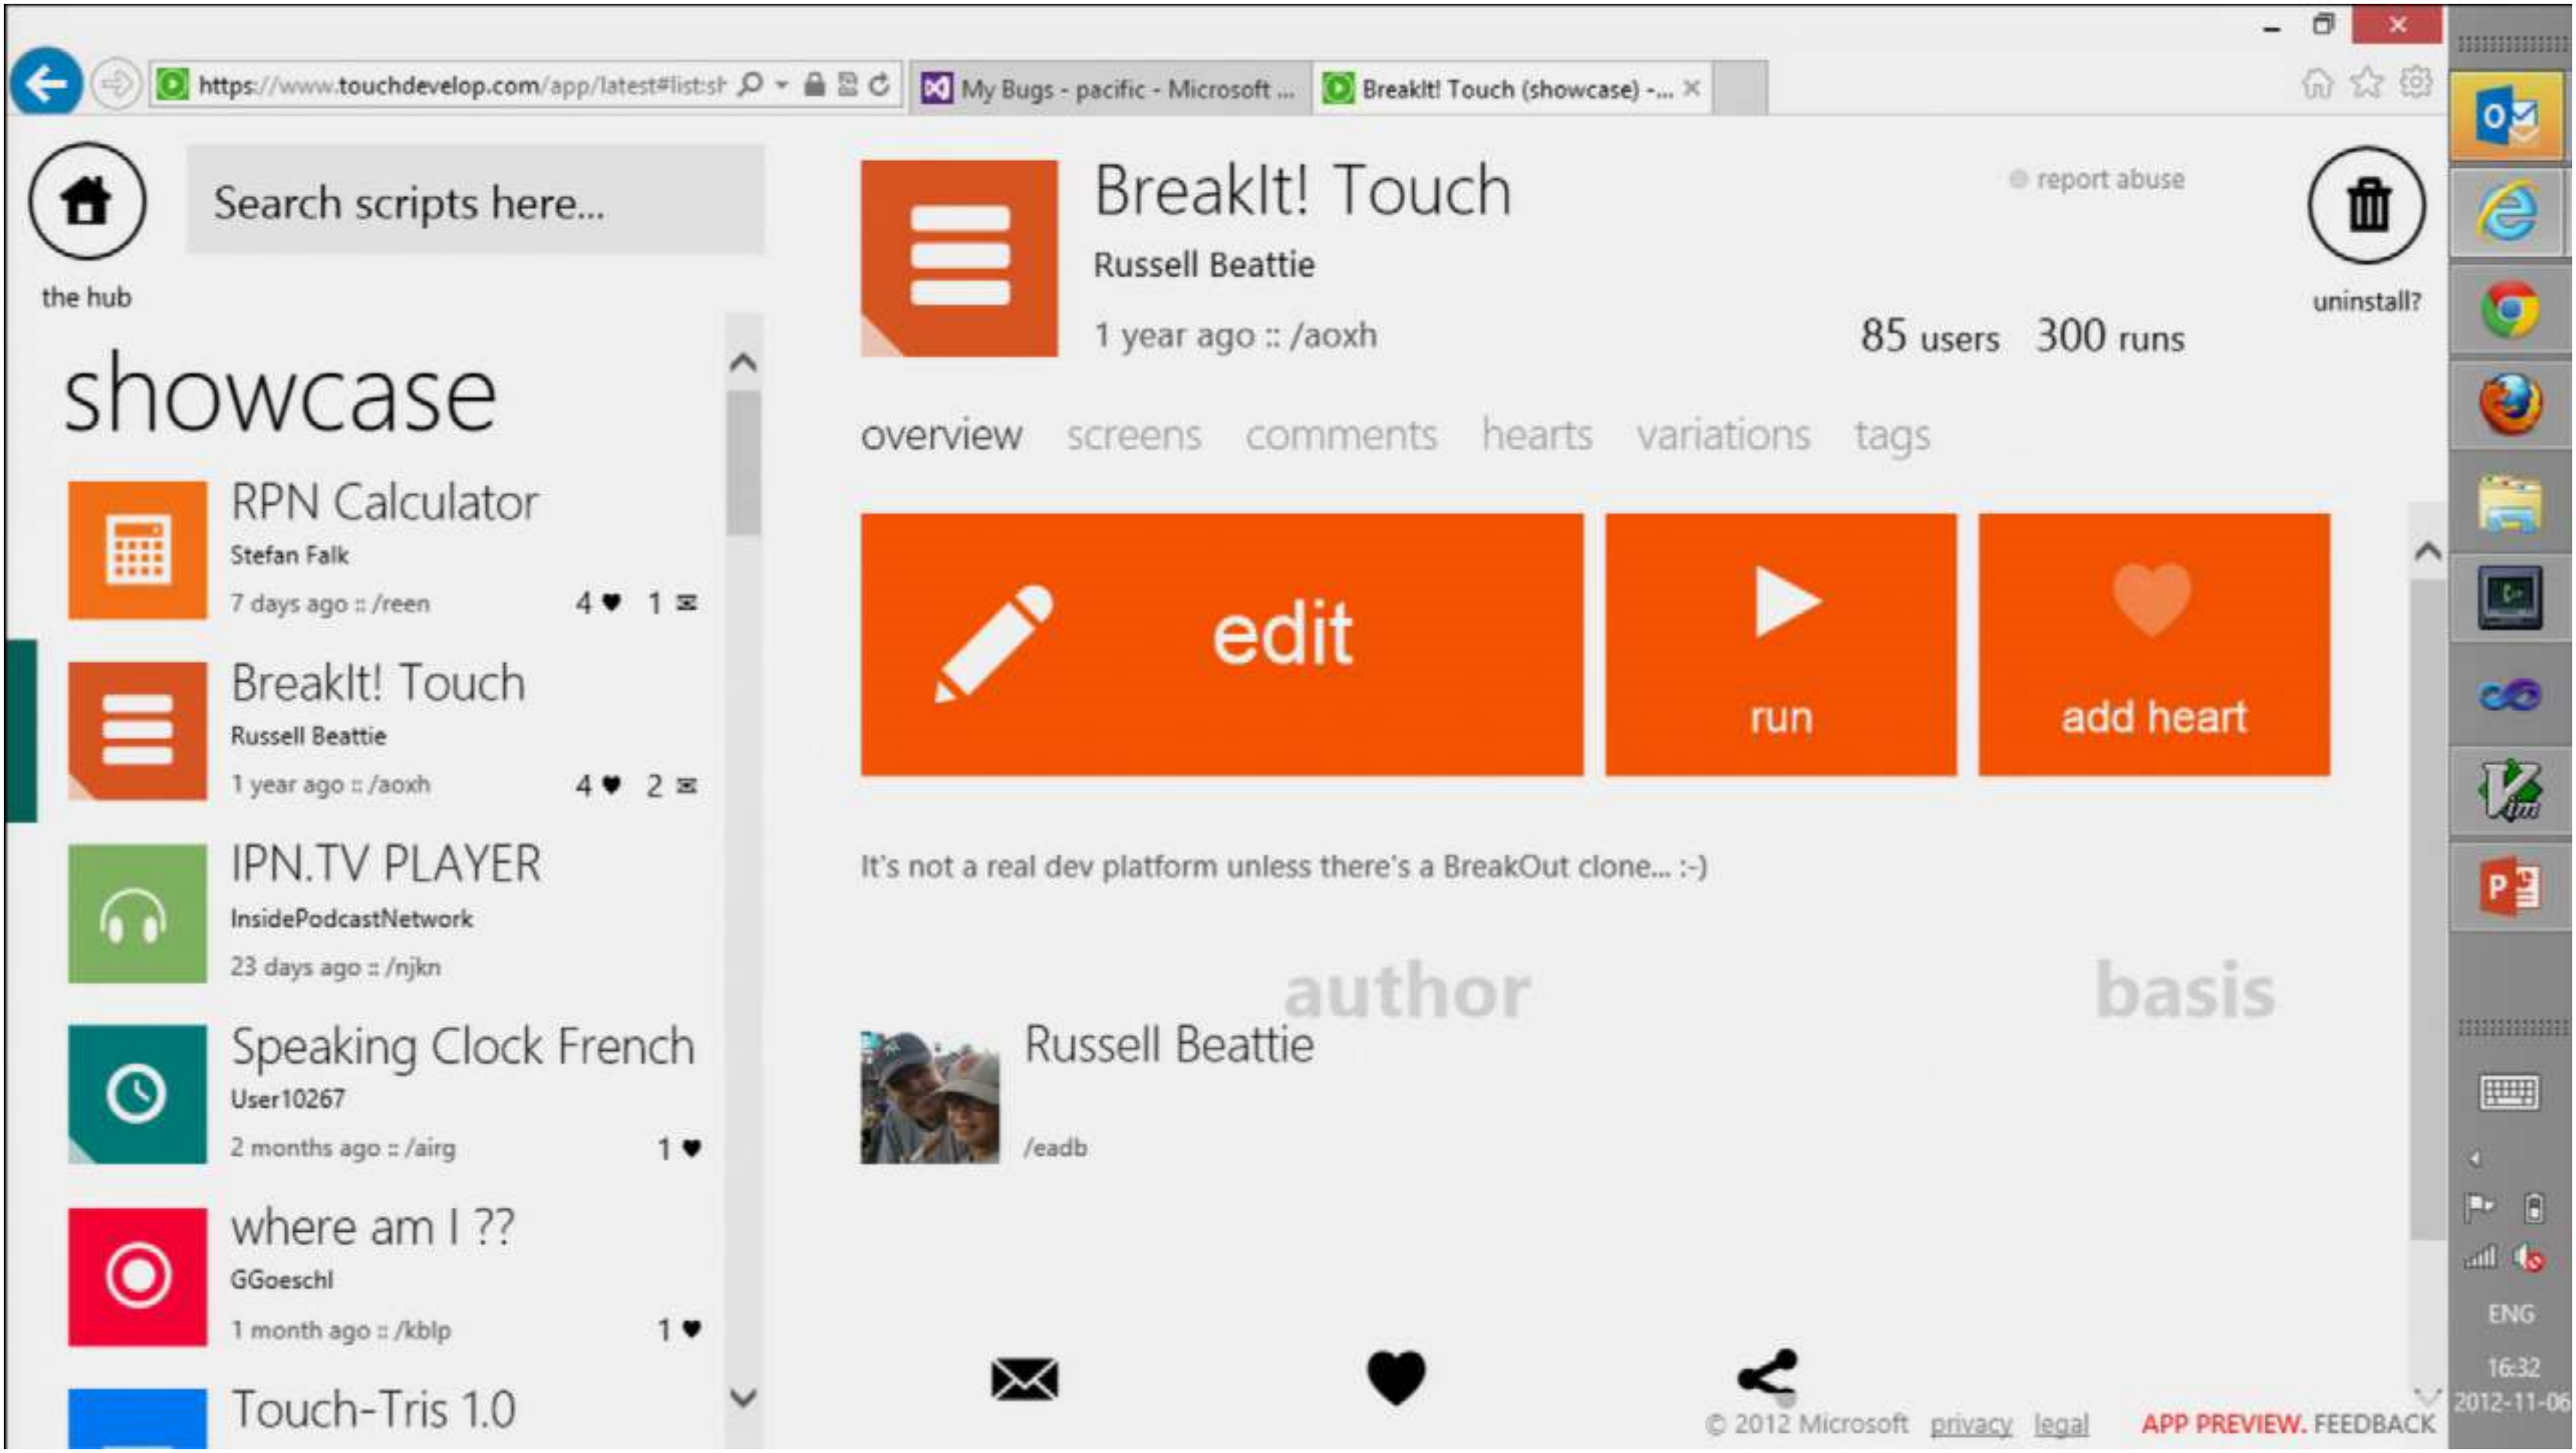 https://www.touchdevelop.com/app/latest#list:sh
My Bugs - pacific - Microsoft ...
BreakIt! Touch (showcase) -...
Search scripts here...
the hub
showcase
RPN Calculator
Stefan Falk
7 days ago :: /reen
4 1
BreakIt! Touch
Russell Beattie
1 year ago :: /aoxh
4 2
IPN.TV PLAYER
InsidePodcastNetwork
23 days ago :: /njkn
Speaking Clock French
User10267
2 months ago :: /airg
1
where am I ??
GGoeschl
1 month ago :: /kblp
1
Touch-Tris 1.0
BreakIt! Touch
Russell Beattie
1 year ago :: /aoxh
report abuse
85 users 300 runs
uninstall?
overview screens comments hearts variations tags
edit
run
add heart
It's not a real dev platform unless there's a BreakOut clone... :-)
author
basis
Russell Beattie
/eadb
© 2012 Microsoft privacy legal APP PREVIEW. FEEDBACK
Vim
ENG
16:32
2012-11-06